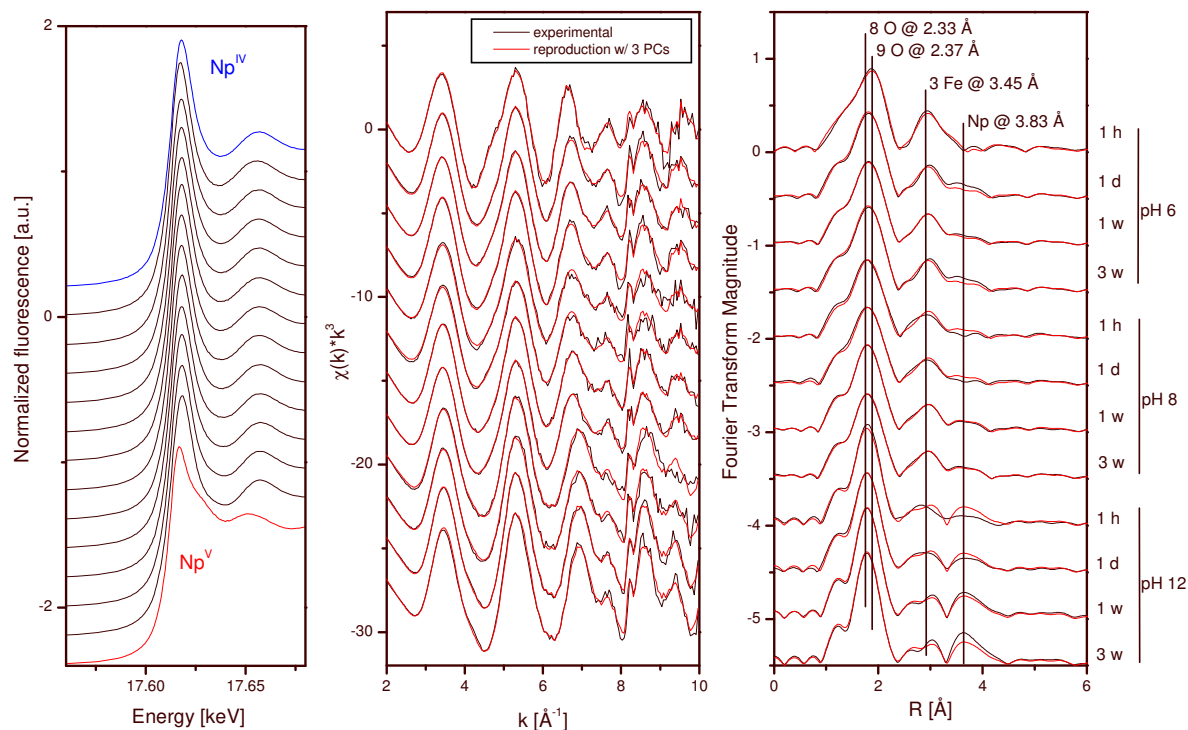 2
0
-2
Normalized fluorescence [a.u.]
Np^IV
Np^V
17.60
17.65
Energy [keV]
experimental
reproduction w/ 3 PCs
0
-10
-20
-30
χ(k)*k³
2
4
6
8
10
k [Å⁻¹]
8 O @ 2.33 Å
9 O @ 2.37 Å
3 Fe @ 3.45 Å
Np @ 3.83 Å
1
0
-1
-2
-3
-4
-5
Fourier Transform Magnitude
0
2
4
6
R [Å]
1 h
1 d
1 w
3 w
pH 6
1 h
1 d
1 w
3 w
pH 8
1 h
1 d
1 w
3 w
pH 12